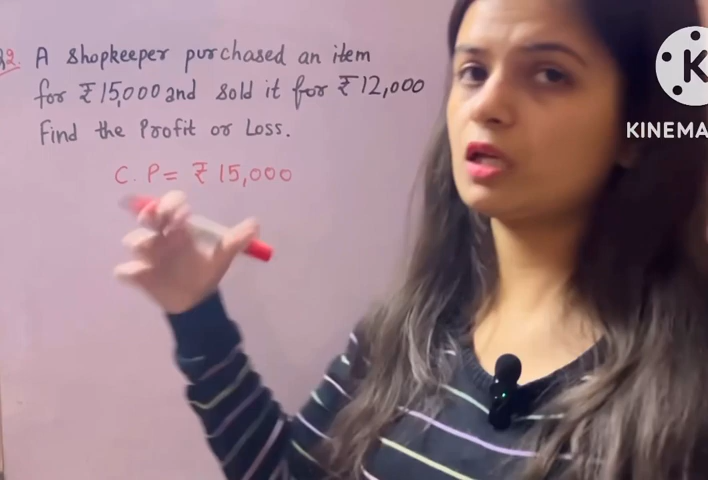 Q2. A Shopkeeper purchased an item
for ₹15,000 and sold it for ₹12,000
Find the Profit or Loss.
C.P = ₹ 15,000
K
KINEMA